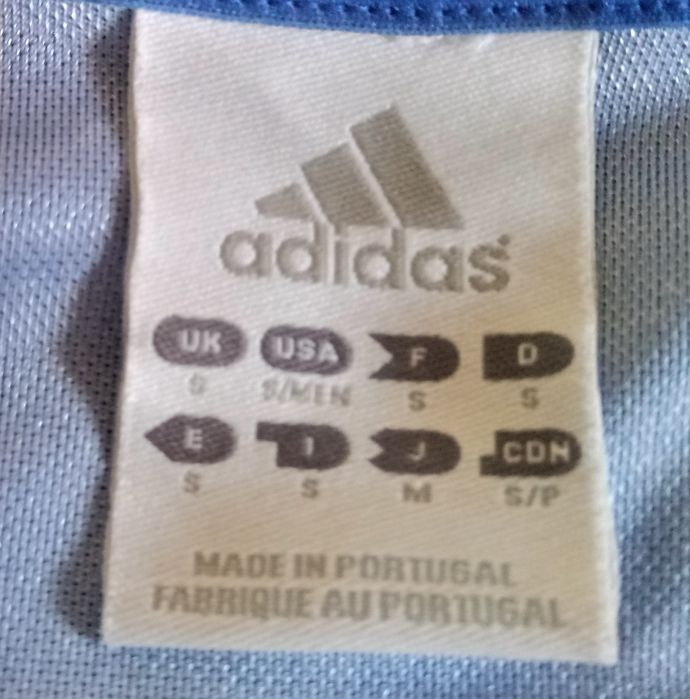 adidas
UK USA F D
S S/MEN S S
E I J CDN
S S M S/P
MADE IN PORTUGAL
FABRIQUE AU PORTUGAL